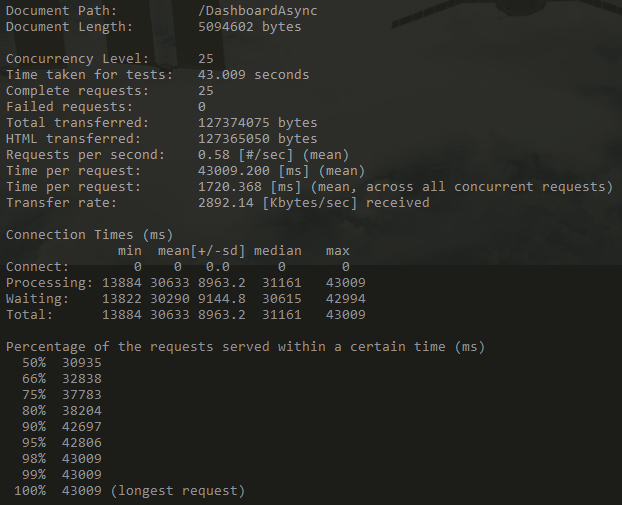 Document Path: /DashboardAsync
Document Length: 5094602 bytes
Concurrency Level: 25
Time taken for tests: 43.009 seconds
Complete requests: 25
Failed requests: 0
Total transferred: 127374075 bytes
HTML transferred: 127365050 bytes
Requests per second: 0.58 [#/sec] (mean)
Time per request: 43009.200 [ms] (mean)
Time per request: 1720.368 [ms] (mean, across all concurrent requests)
Transfer rate: 2892.14 [Kbytes/sec] received
Connection Times (ms)
min mean[+/-sd] median max
Connect: 0 0 0.0 0 0
Processing: 13884 30633 8963.2 31161 43009
Waiting: 13822 30290 9144.8 30615 42994
Total: 13884 30633 8963.2 31161 43009
Percentage of the requests served within a certain time (ms)
50% 30935
66% 32838
75% 37783
80% 38204
90% 42697
95% 42806
98% 43009
99% 43009
100% 43009 (longest request)